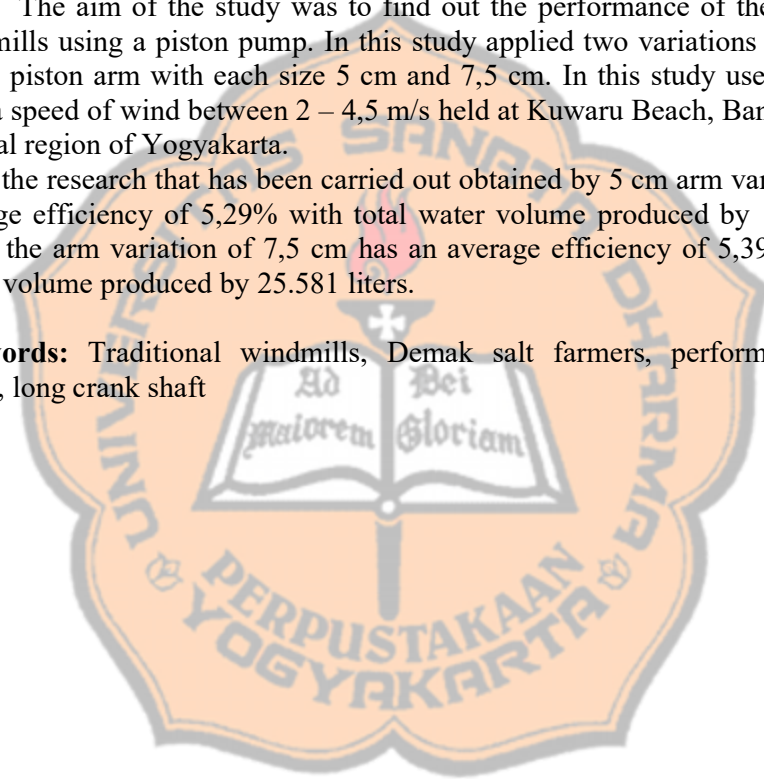 The aim of the study was to find out the performance of the
mills using a piston pump. In this study applied two variations
piston arm with each size 5 cm and 7,5 cm. In this study use
a speed of wind between 2 – 4,5 m/s held at Kuwaru Beach, Ban
al region of Yogyakarta.
the research that has been carried out obtained by 5 cm arm var
ge efficiency of 5,29% with total water volume produced by
the arm variation of 7,5 cm has an average efficiency of 5,39
volume produced by 25.581 liters.
ords: Traditional windmills, Demak salt farmers, perform
, long crank shaft
UNIVERSITAS SANATA DHARMA
Ad Dei
Maiorem Gloriam
PERPUSTAKAAN
YOGYAKARTA